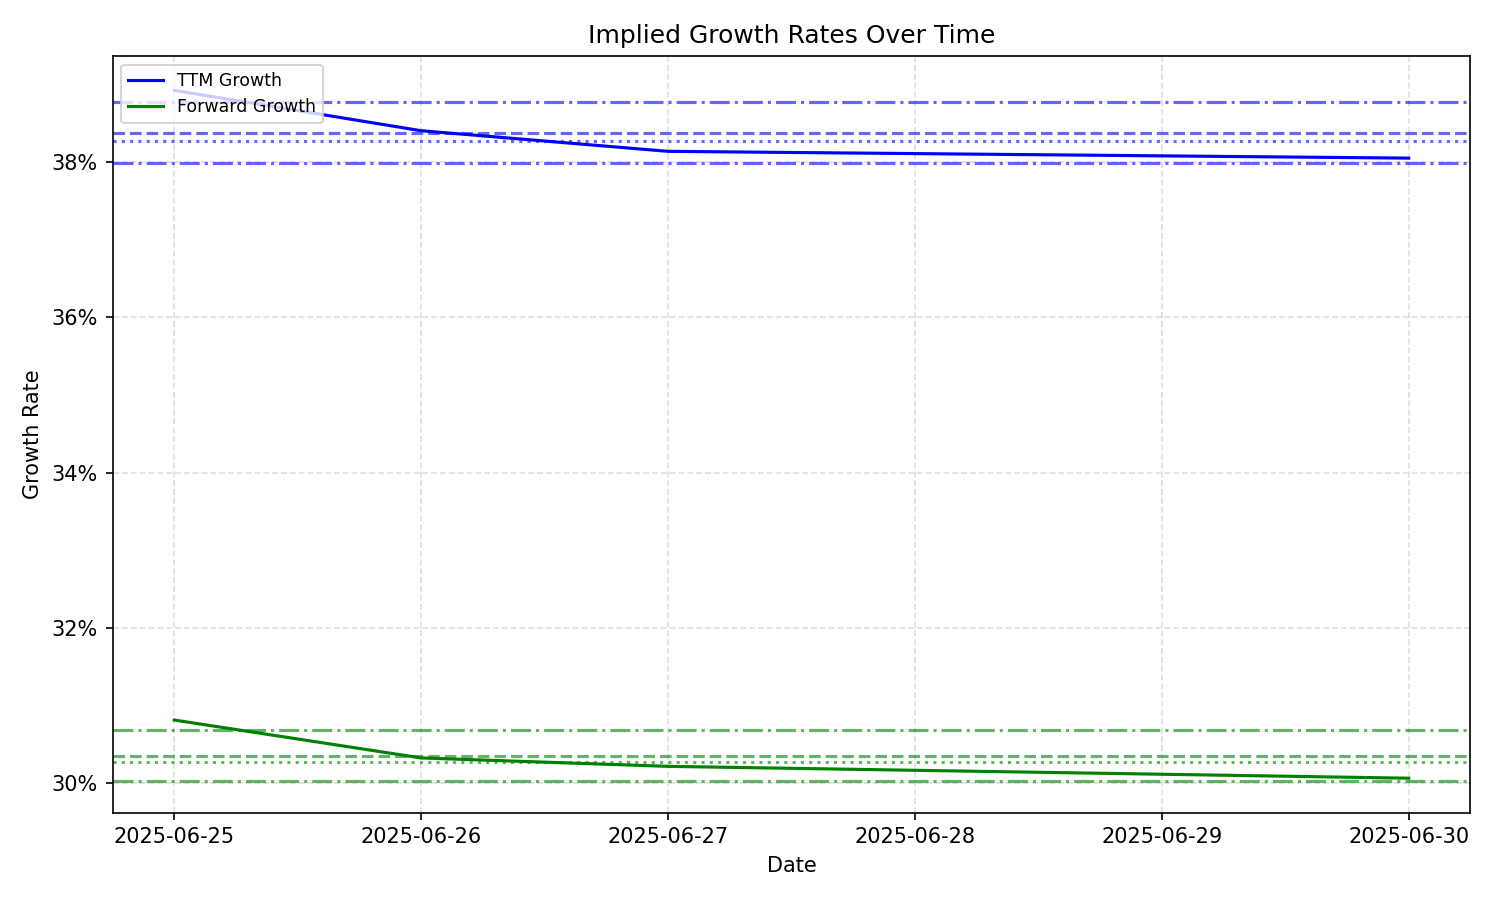 Implied Growth Rates Over Time
TTM Growth
Forward Growth
38%
36%
34%
32%
30%
Growth Rate
2025-06-25 2025-06-26 2025-06-27 2025-06-28 2025-06-29 2025-06-30
Date